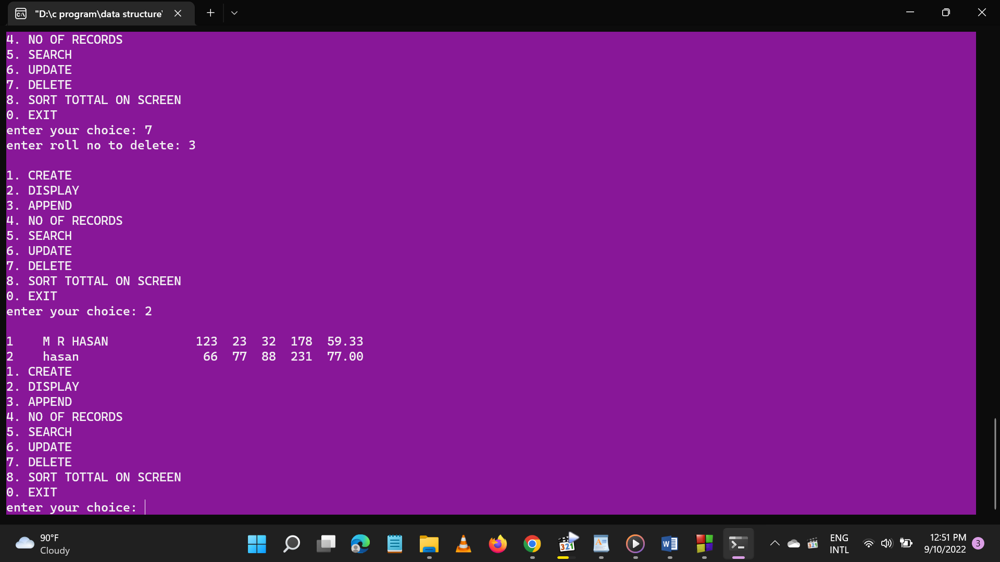 "D:\c program\data structure\
4. NO OF RECORDS
5. SEARCH
6. UPDATE
7. DELETE
8. SORT TOTTAL ON SCREEN
0. EXIT
enter your choice: 7
enter roll no to delete: 3
1. CREATE
2. DISPLAY
3. APPEND
4. NO OF RECORDS
5. SEARCH
6. UPDATE
7. DELETE
8. SORT TOTTAL ON SCREEN
0. EXIT
enter your choice: 2
1 M R HASAN 123 23 32 178 59.33
2 hasan 66 77 88 231 77.00
1. CREATE
2. DISPLAY
3. APPEND
4. NO OF RECORDS
5. SEARCH
6. UPDATE
7. DELETE
8. SORT TOTTAL ON SCREEN
0. EXIT
enter your choice:
90°F
Cloudy
321
W
321
ENG
INTL
12:51 PM
9/10/2022
3